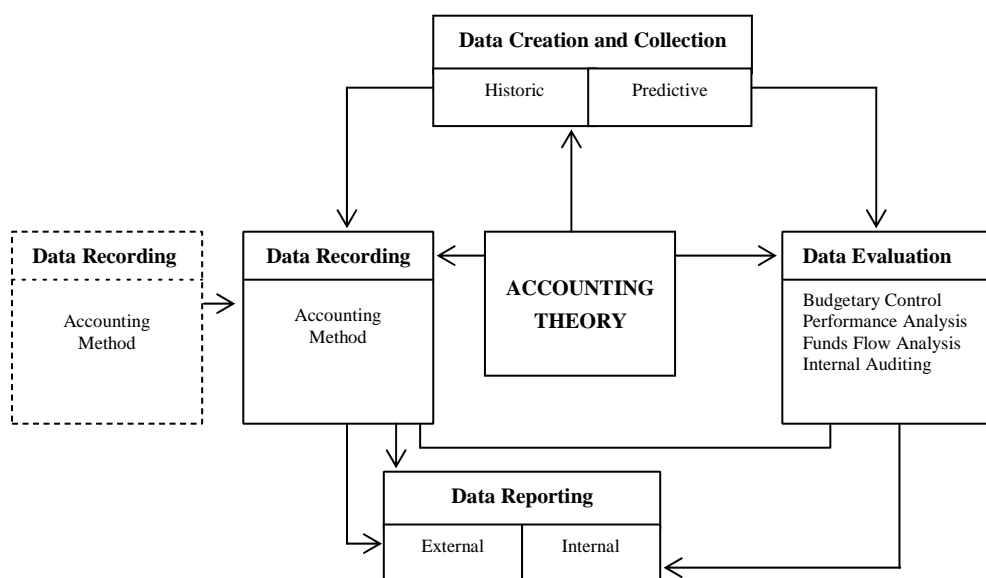 Data Creation and Collection
Historic
Predictive
Data Recording
Accounting
Method
Data Recording
Accounting
Method
ACCOUNTING
THEORY
Data Evaluation
Budgetary Control
Performance Analysis
Funds Flow Analysis
Internal Auditing
Data Reporting
External
Internal